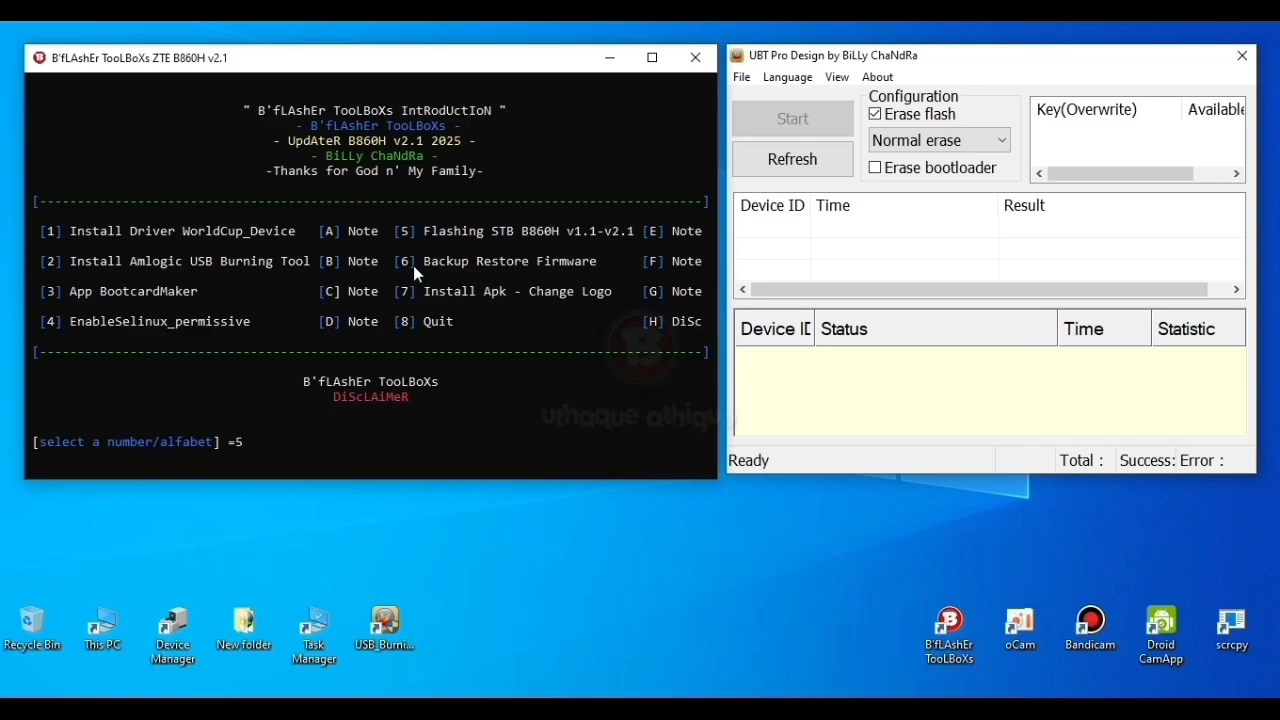 B'fLAshEr TooLBoXs ZTE B860H v2.1
" B'fLAshEr TooLBoXs IntRodUctIoN "
- B'fLAshEr TooLBoXs -
- UpdAteR B860H v2.1 2025 -
- BiLLy ChaNdRa -
-Thanks for God n' My Family-
[1] Install Driver WorldCup_Device [A] Note [5] Flashing STB B860H v1.1-v2.1 [E] Note
[2] Install Amlogic USB Burning Tool [B] Note [6] Backup Restore Firmware [F] Note
[3] App BootcardMaker [C] Note [7] Install Apk - Change Logo [G] Note
[4] EnableSelinux_permissive [D] Note [8] Quit [H] DiSc
B'fLAshEr TooLBoXs
DiScLAiMeR
[select a number/alfabet] =5
urhaque athiqu
UBT Pro Design by BiLLy ChaNdRa
File Language View About
Start
Refresh
Configuration
Erase flash
Normal erase
Erase bootloader
Key(Overwrite) Available
Device ID Time Result
Device ID Status Time Statistic
Ready Total : Success: Error :
Recycle Bin
This PC
Device
Manager
New folder
Task
Manager
USB_Burni...
B'fLAshEr
TooLBoXs
oCam
Bandicam
Droid
CamApp
scrcpy